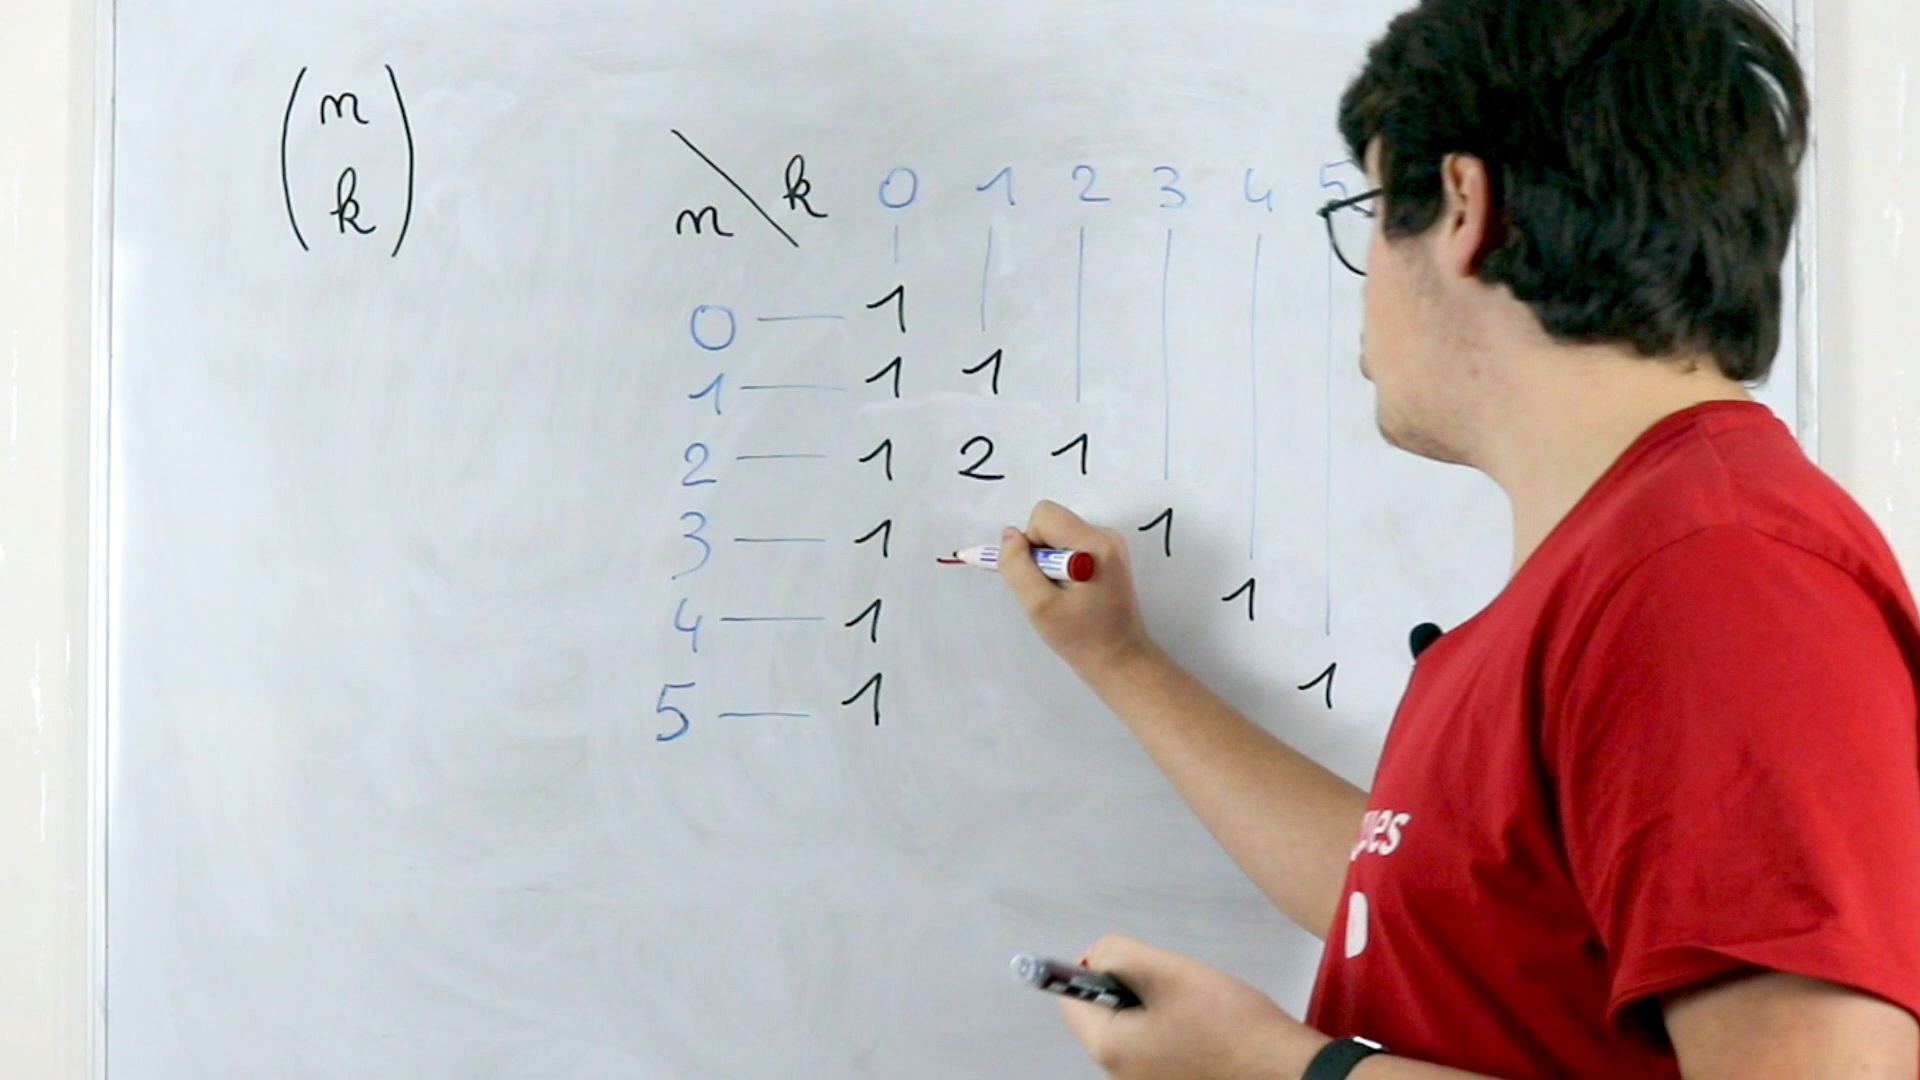 n
k
n \ k 0 1 2 3 4 5
0 1
1 1 1
2 1 2 1
3 1 1
4 1 1
5 1 1